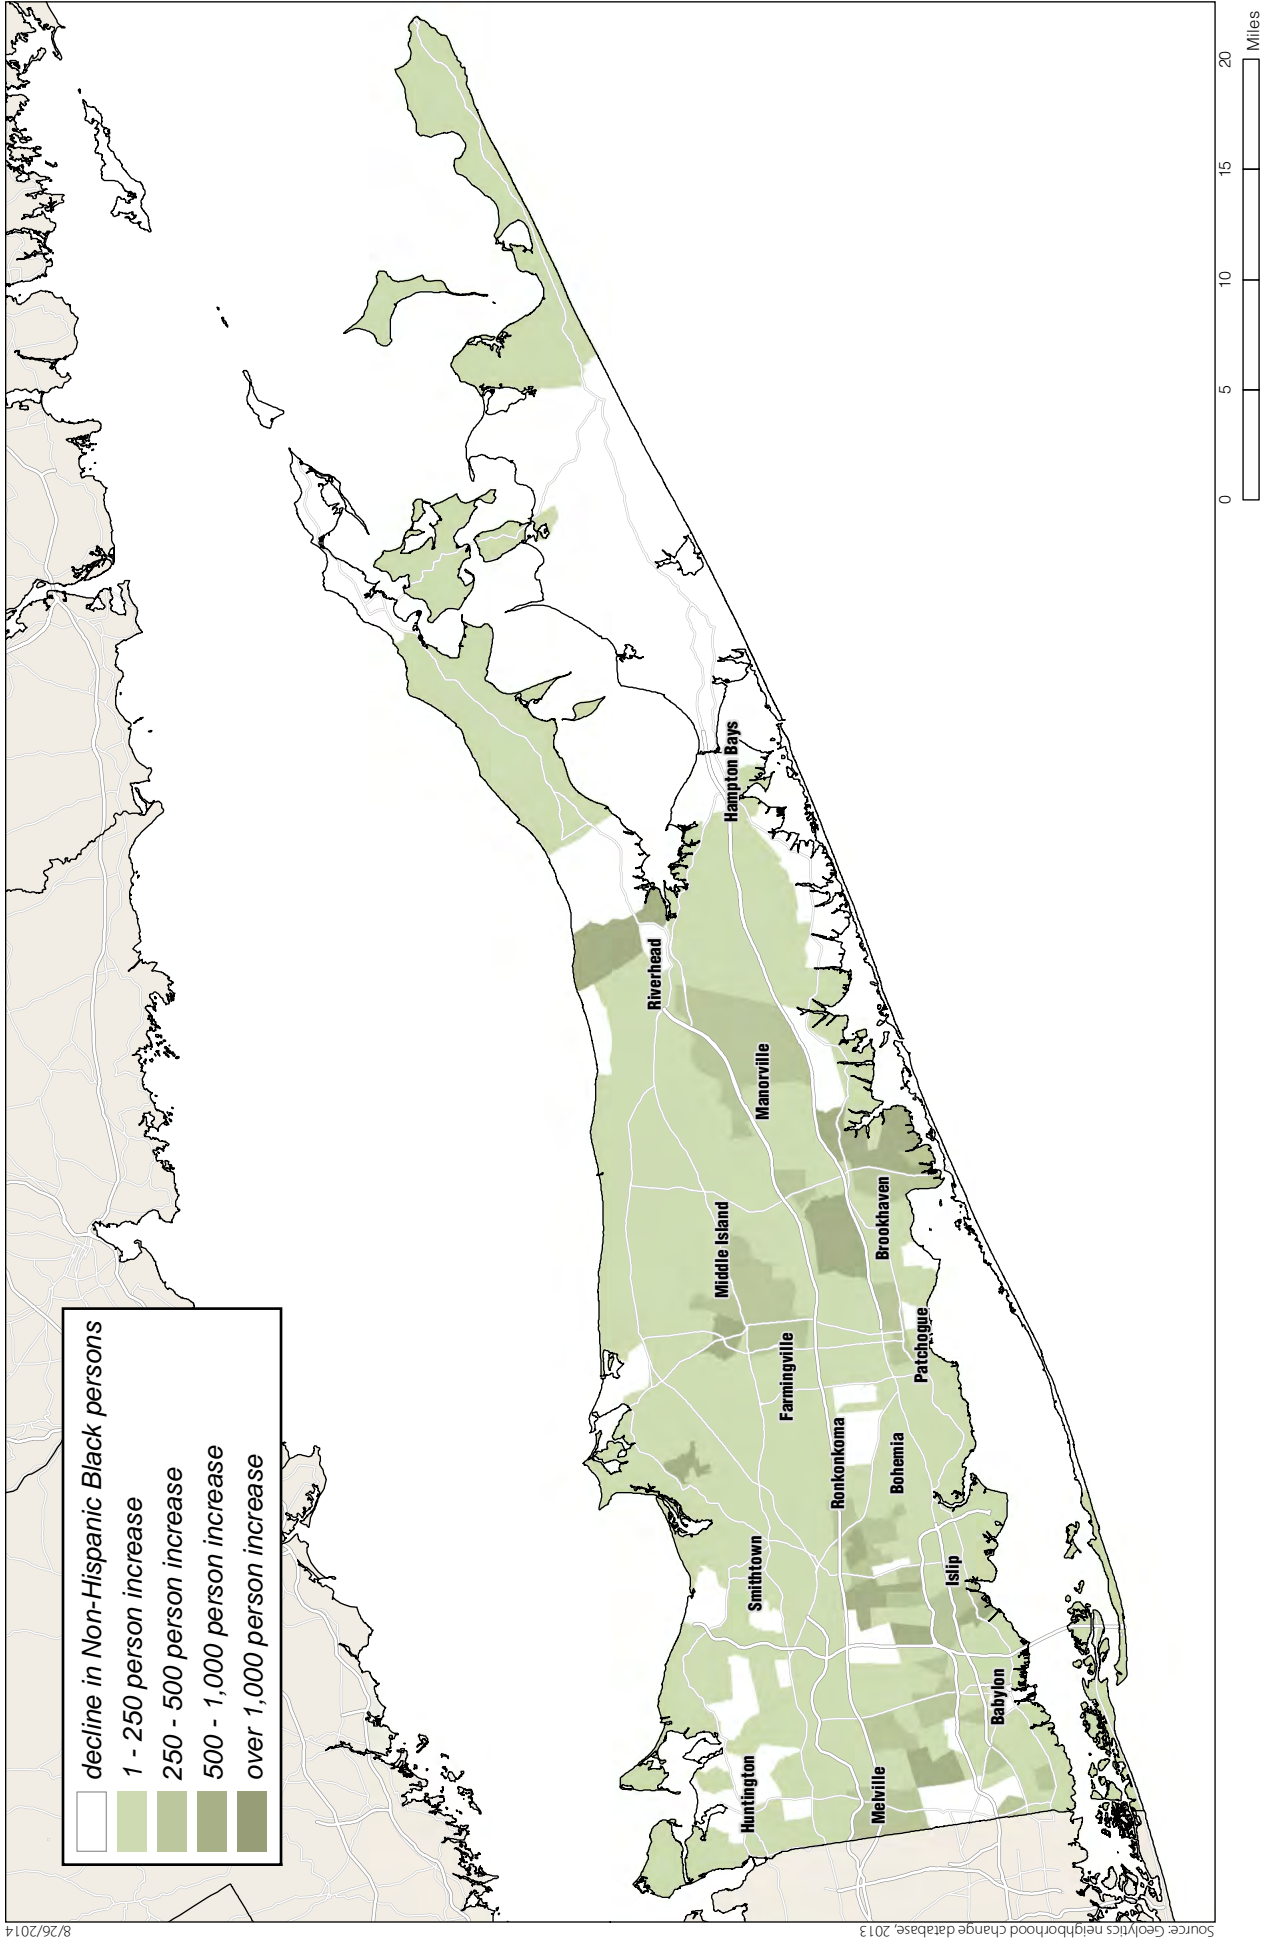 decline in Non-Hispanic Black persons
1 - 250 person increase
250 - 500 person increase
500 - 1,000 person increase
over 1,000 person increase
Huntington
Melville
Babylon
Smithtown
Islip
Ronkonkoma
Bohemia
Farmingville
Patchogue
Middle Island
Brookhaven
Manorville
Riverhead
Hampton Bays
0 5 10 15 20
Miles
8/26/2014
Source: Geolytics neighborhood change database, 2013